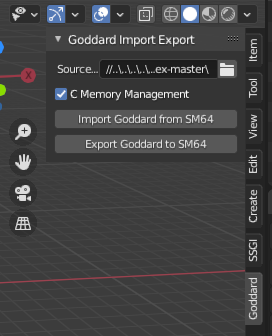 Goddard Import Export
Source... //..\..\..\..\..ex-master\
C Memory Management
Import Goddard from SM64
Export Goddard to SM64
Item
Tool
View
Edit
Create
SSGI
Goddard
X